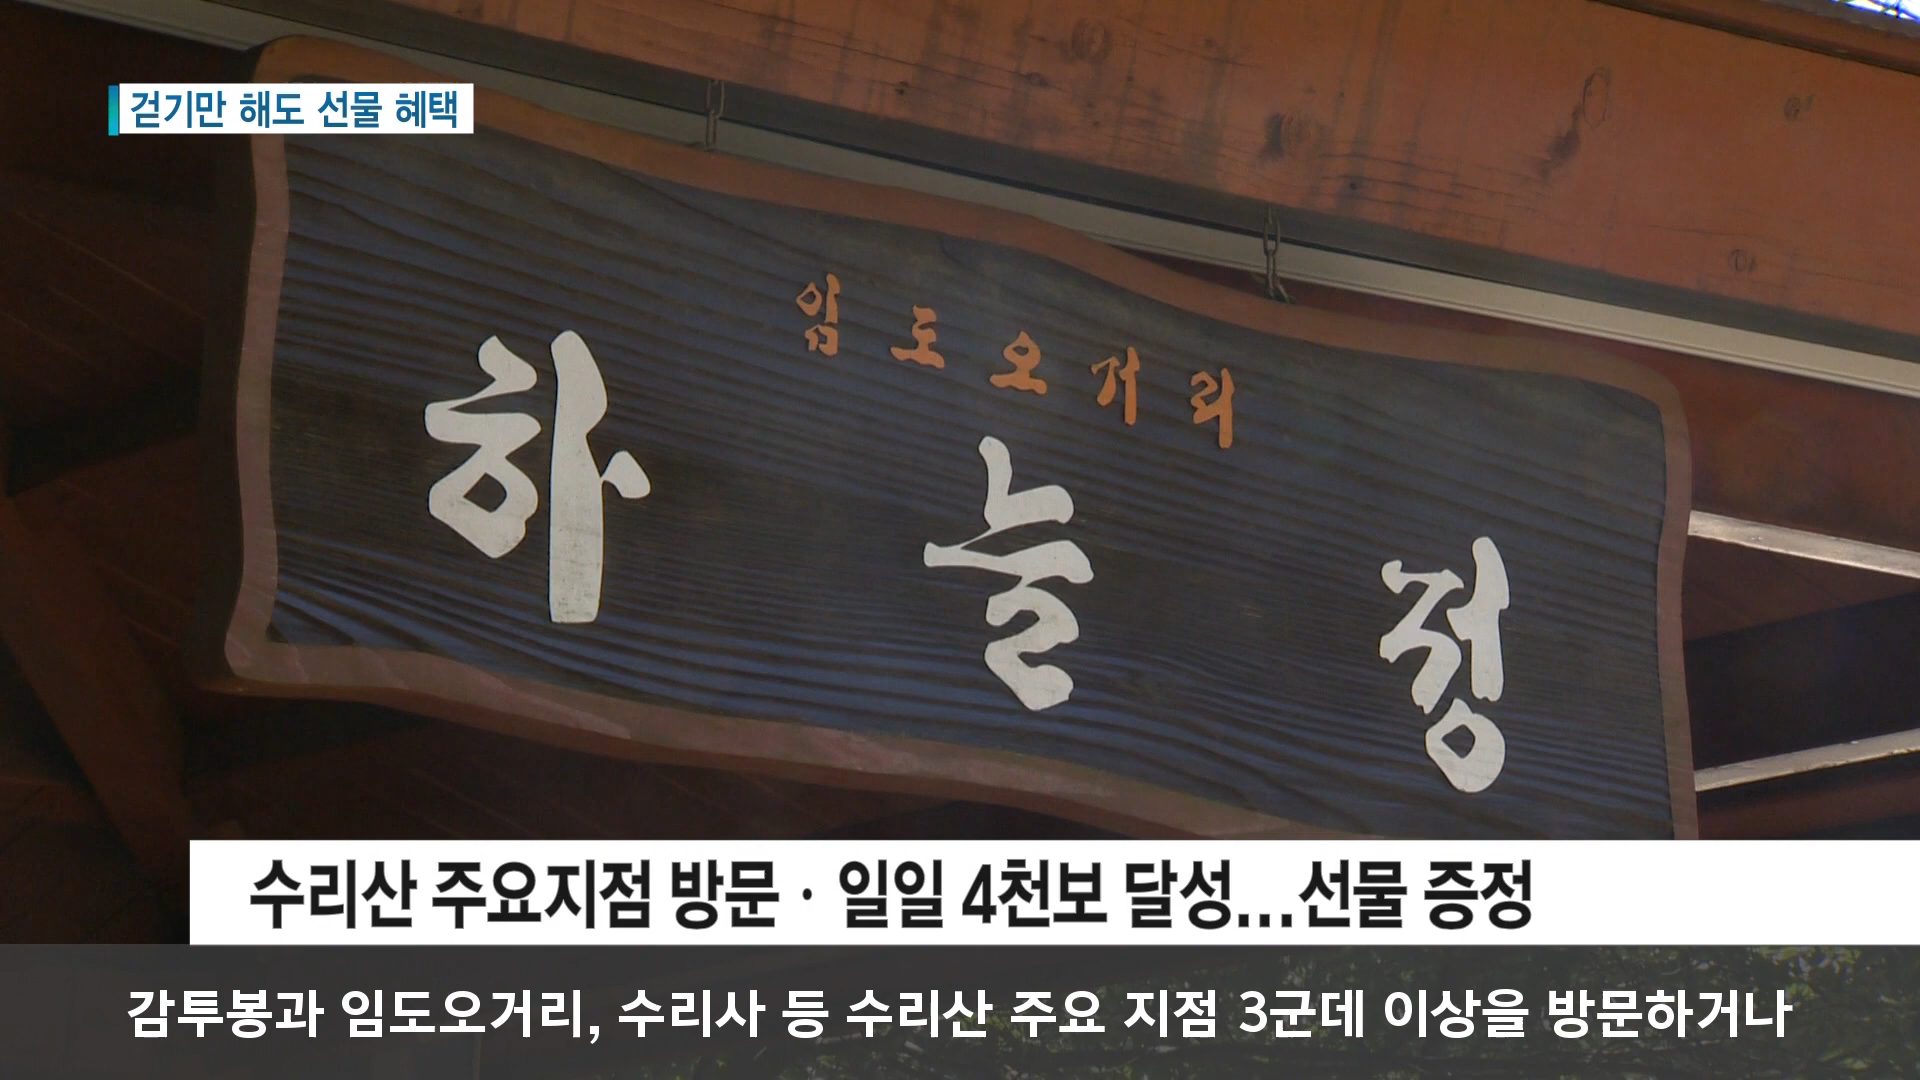 걷기만 해도 선물 혜택
임도오거리
하늘정
수리산 주요지점 방문· 일일 4천보 달성...선물 증정
감투봉과 임도오거리, 수리사 등 수리산 주요 지점 3군데 이상을 방문하거나